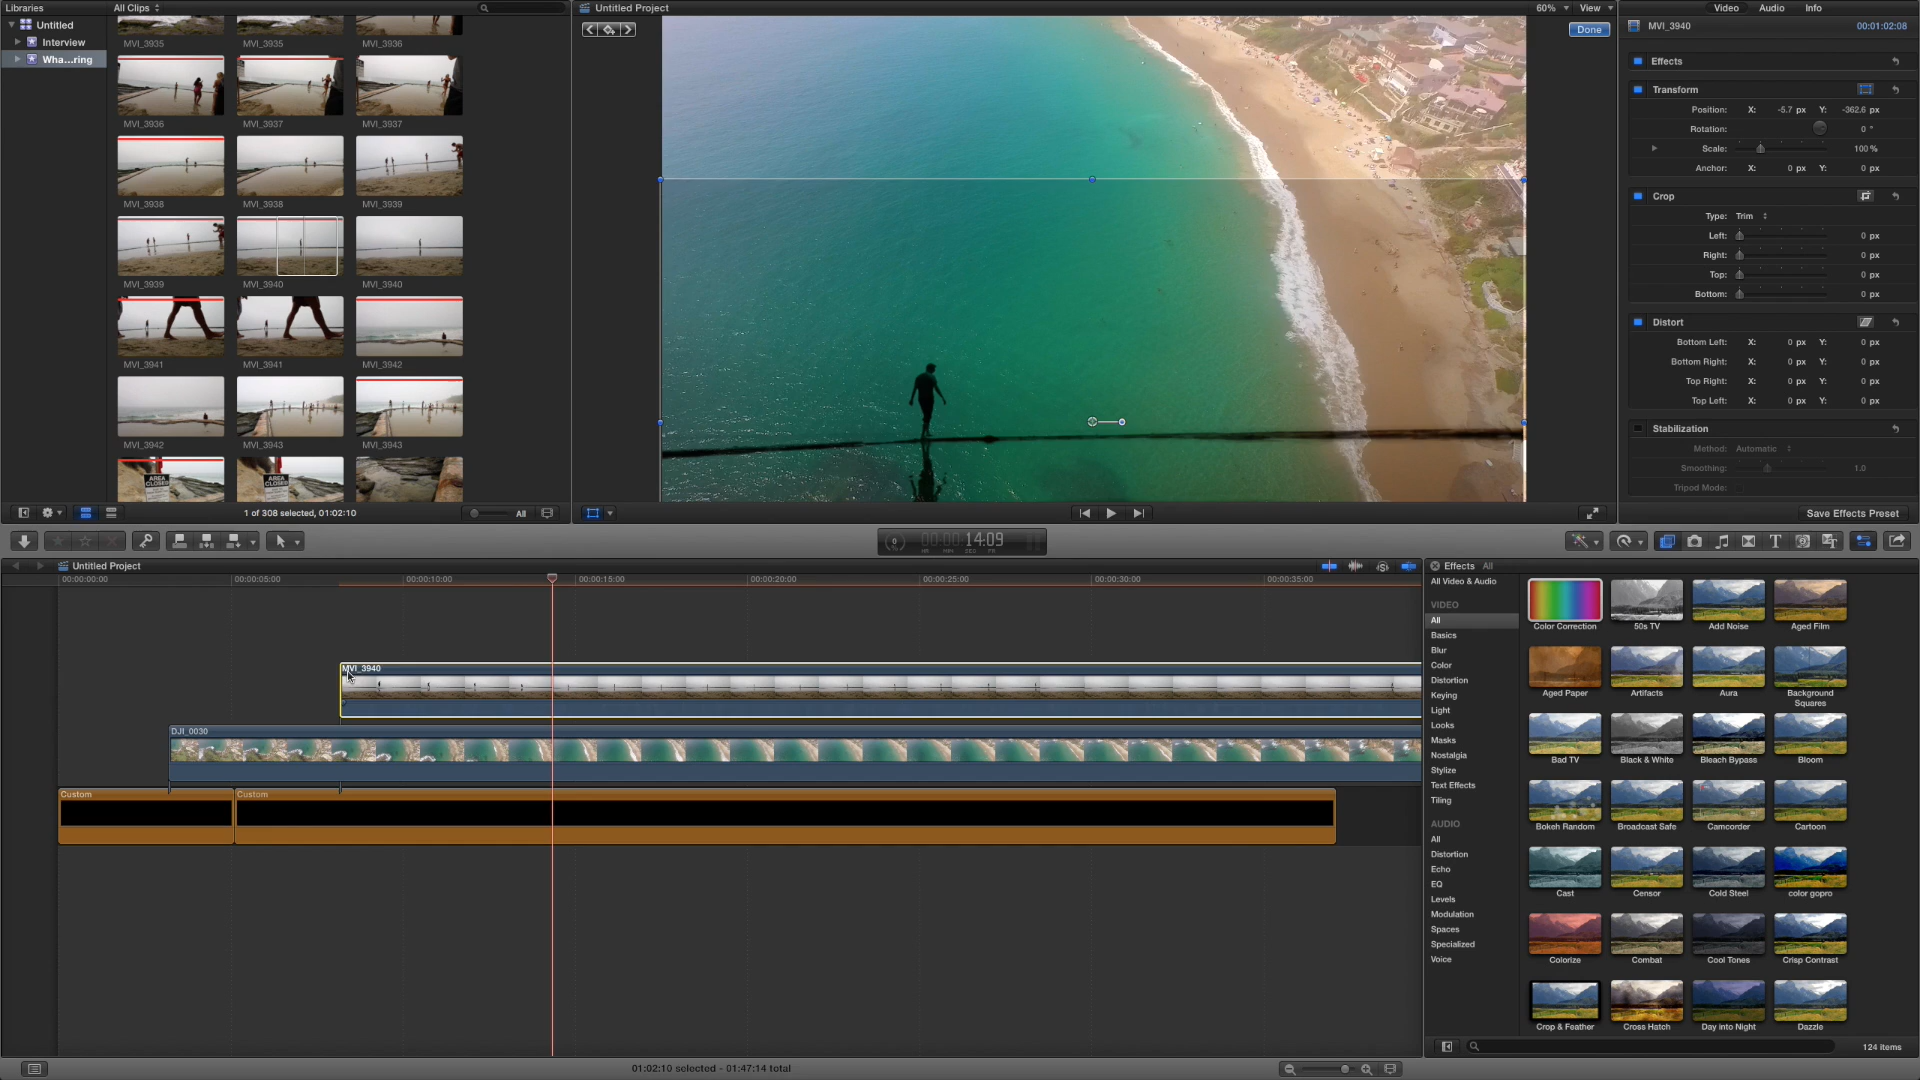 Libraries
All Clips
Untitled Project
60%
View
Video
Audio
Info
Untitled
Interview
Wha...ring
MVI_3935
MVI_3935
MVI_3936
MVI_3936
MVI_3937
MVI_3937
MVI_3938
MVI_3938
MVI_3939
MVI_3939
MVI_3940
MVI_3940
MVI_3941
MVI_3941
MVI_3942
MVI_3942
MVI_3943
MVI_3943
AREA
CLOSED
AREA
CLOSED
1 of 308 selected, 01:02:10
All
Done
MVI_3940
00:01:02:08
Effects
Transform
Position: X: -5.7 px Y: -362.6 px
Rotation: 0 °
Scale: 100 %
Anchor: X: 0 px Y: 0 px
Crop
Type: Trim
Left: 0 px
Right: 0 px
Top: 0 px
Bottom: 0 px
Distort
Bottom Left: X: 0 px Y: 0 px
Bottom Right: X: 0 px Y: 0 px
Top Right: X: 0 px Y: 0 px
Top Left: X: 0 px Y: 0 px
Stabilization
Method: Automatic
Smoothing: 1.0
Tripod Mode:
Save Effects Preset
00:00:14:09
HR MIN SEC FR
Untitled Project
00:00:00:00
00:00:05:00
00:00:10:00
00:00:15:00
00:00:20:00
00:00:25:00
00:00:30:00
00:00:35:00
MVI_3940
DJI_0030
Custom
Custom
01:02:10 selected - 01:47:14 total
Effects All
All Video & Audio
VIDEO
All
Basics
Blur
Color
Distortion
Keying
Light
Looks
Masks
Nostalgia
Stylize
Text Effects
Tiling
AUDIO
All
Distortion
Echo
EQ
Levels
Modulation
Spaces
Specialized
Voice
Color Correction
50s TV
Add Noise
Aged Film
Aged Paper
Artifacts
Aura
Background
Squares
Bad TV
Black & White
Bleach Bypass
Bloom
Bokeh Random
Broadcast Safe
Camcorder
Cartoon
Cast
Censor
Cold Steel
color gopro
Colorize
Combat
Cool Tones
Crisp Contrast
Crop & Feather
Cross Hatch
Day into Night
Dazzle
124 items